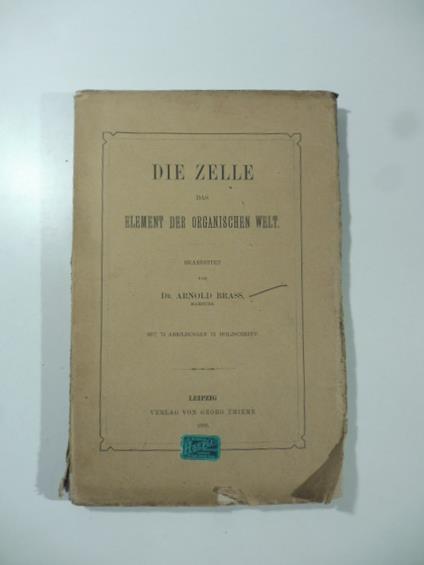 DIE ZELLE
DAS
ELEMENT DER ORGANISCHEN WELT.
BEARBEITET
VON
DR. ARNOLD BRASS,
MARBURG.
MIT 75 ABBILDUNGEN IN HOLZSCHNITT.
LEIPZIG
VERLAG VON GEORG THIEME
1889.